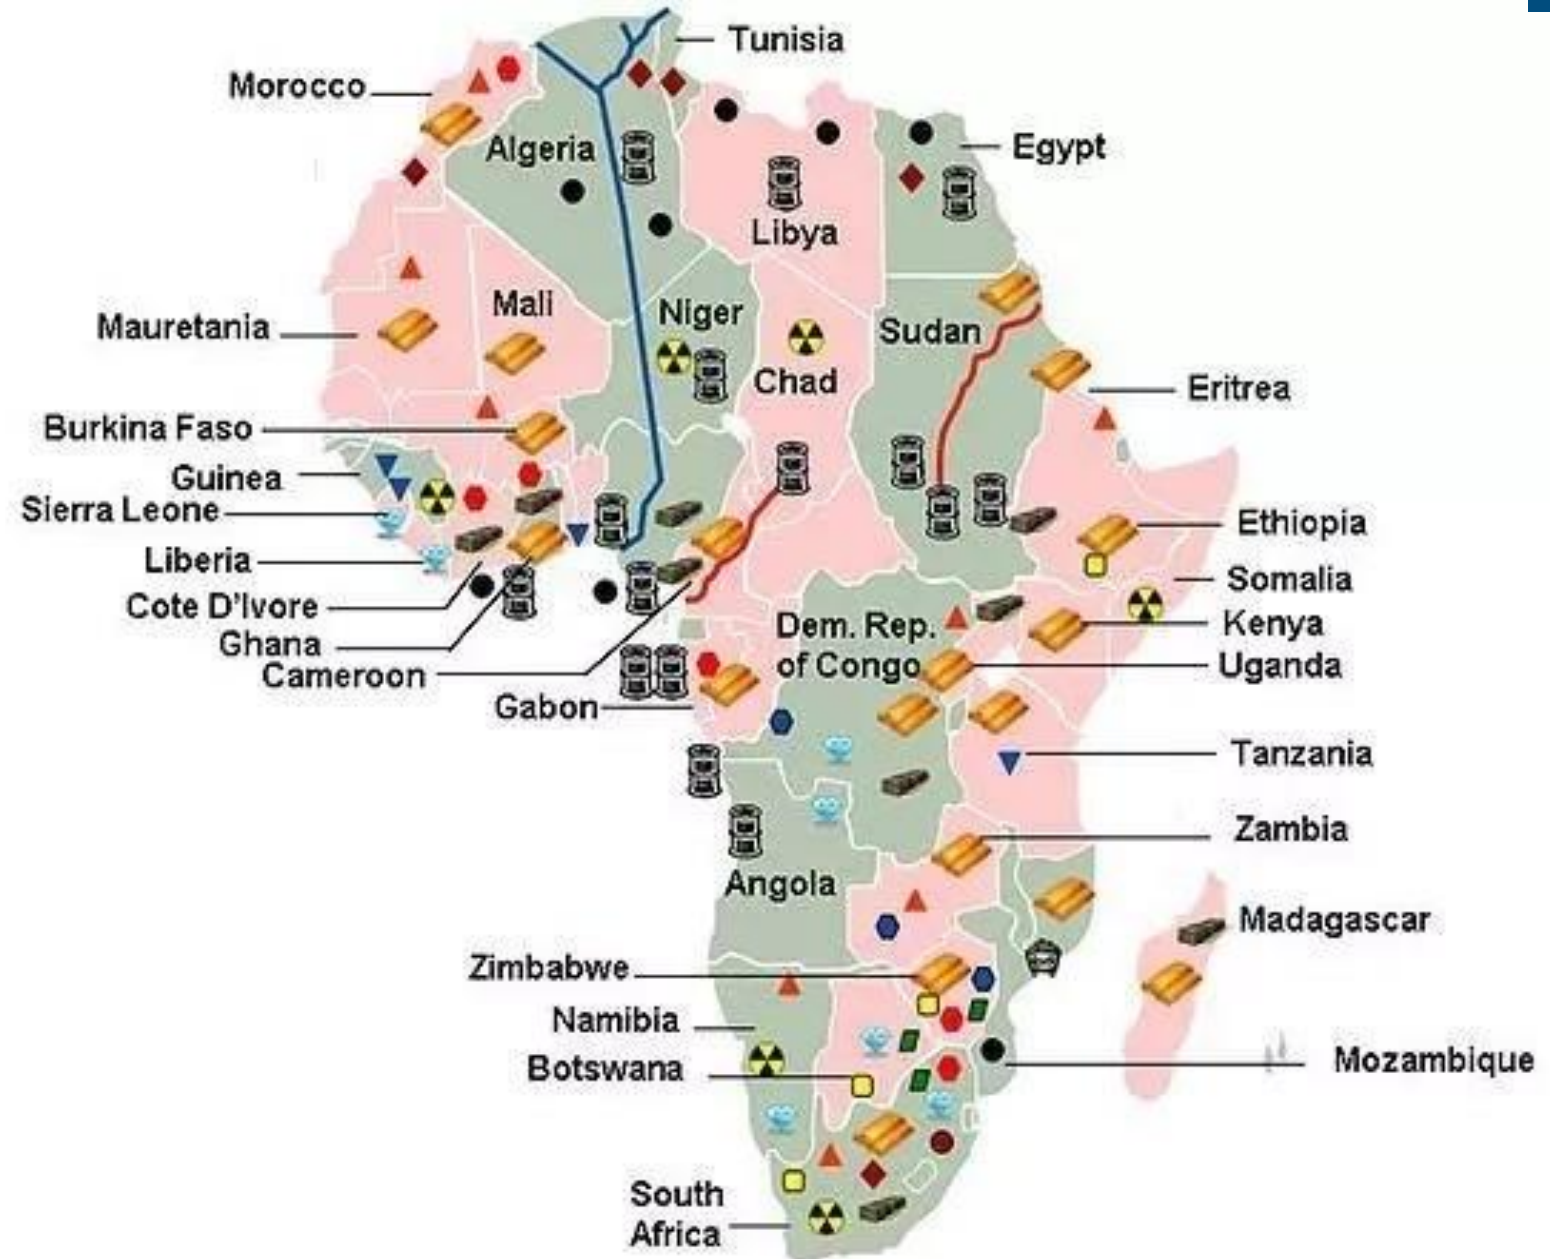 Tunisia
Morocco
Algeria
Egypt
Libya
Mali
Niger
Mauretania
Sudan
Chad
Eritrea
Burkina Faso
Guinea
Sierra Leone
Ethiopia
Liberia
Somalia
Cote D'Ivore
Kenya
Ghana
Dem. Rep.
of Congo
Uganda
Cameroon
Gabon
Tanzania
Zambia
Angola
Madagascar
Zimbabwe
Namibia
Mozambique
Botswana
South
Africa